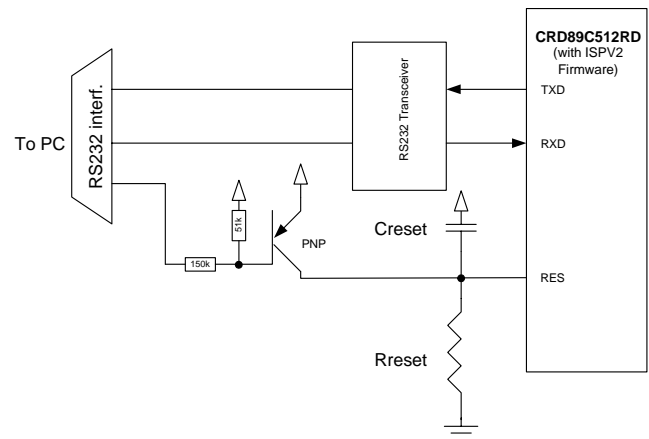 CRD89C512RD
(with ISPV2
Firmware)
TXD
RXD
RS232 Transceiver
RS232 interf.
To PC
Creset
51k
PNP
150k
RES
Rreset